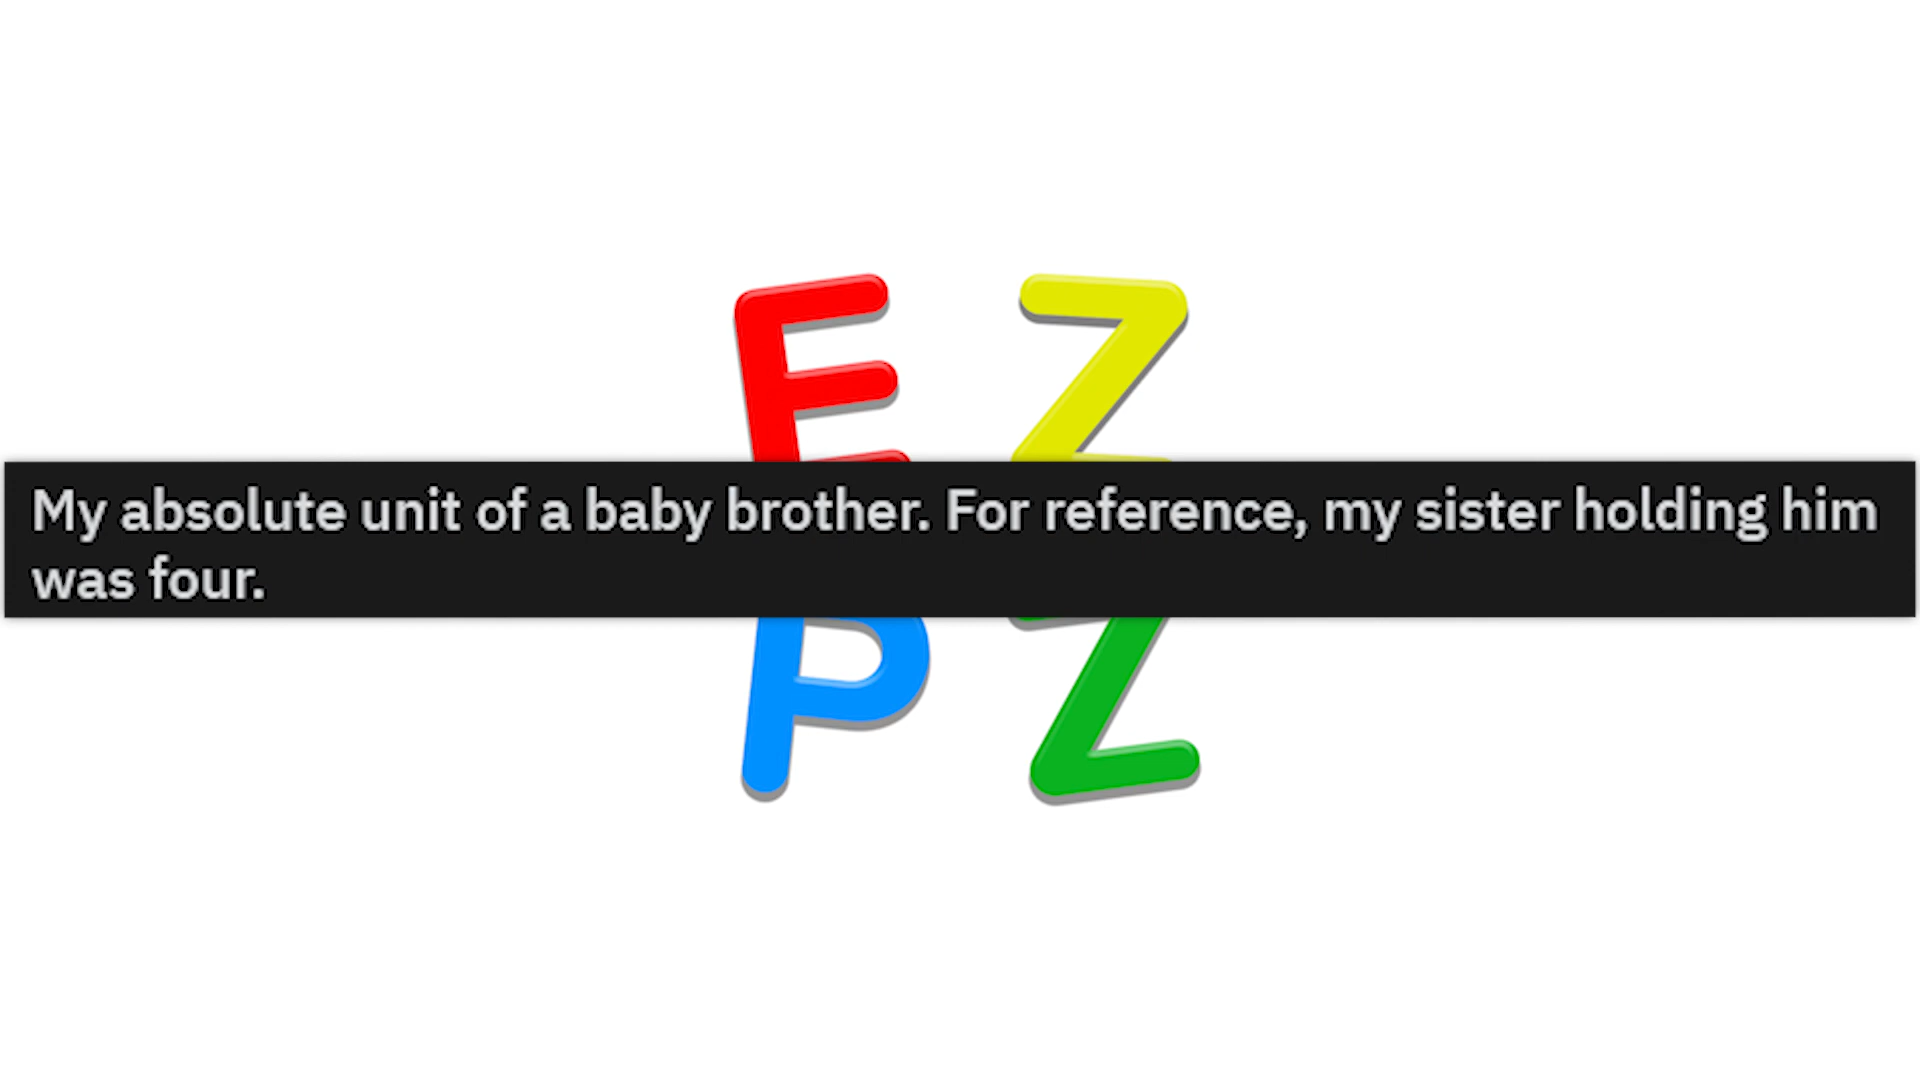 E Z
My absolute unit of a baby brother. For reference, my sister holding him
was four.
P Z